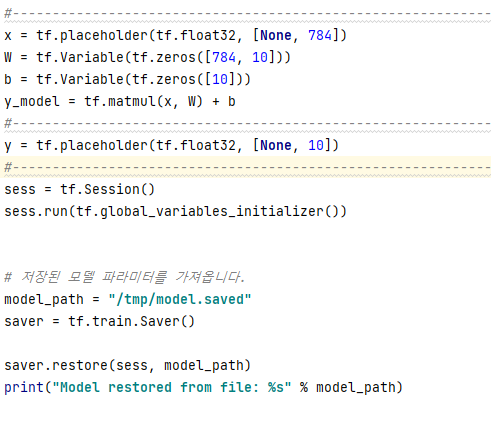 #-----------------------------------------------------------
x = tf.placeholder(tf.float32, [None, 784])
W = tf.Variable(tf.zeros([784, 10]))
b = tf.Variable(tf.zeros([10]))
y_model = tf.matmul(x, W) + b
#-----------------------------------------------------------
y = tf.placeholder(tf.float32, [None, 10])
#-----------------------------------------------------------
sess = tf.Session()
sess.run(tf.global_variables_initializer())
# 저장된 모델 파라미터를 가져옵니다.
model_path = "/tmp/model.saved"
saver = tf.train.Saver()
saver.restore(sess, model_path)
print("Model restored from file: %s" % model_path)